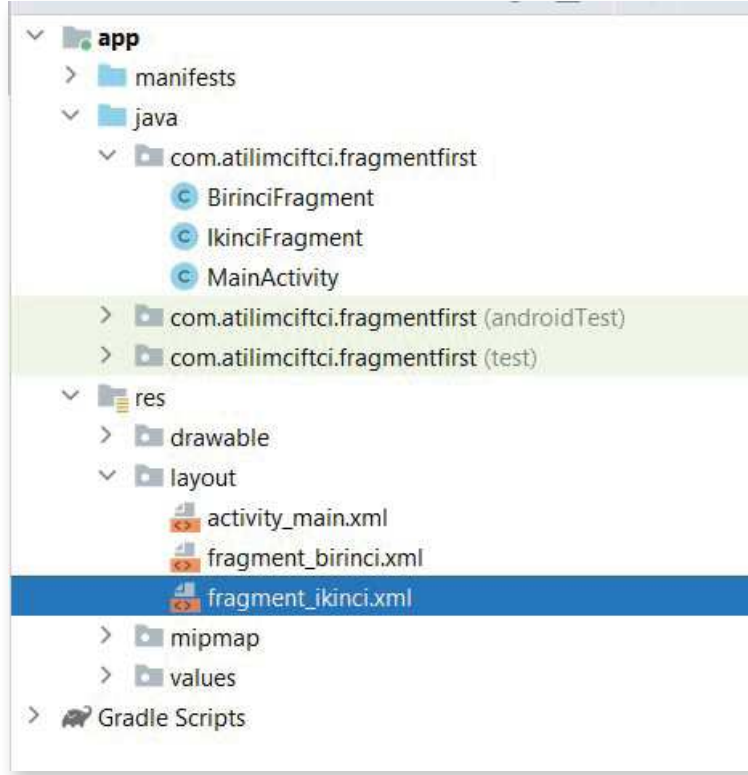 app
manifests
java
com.atilimciftci.fragmentfirst
BirinciFragment
IkinciFragment
MainActivity
com.atilimciftci.fragmentfirst (androidTest)
com.atilimciftci.fragmentfirst (test)
res
drawable
layout
activity_main.xml
fragment_birinci.xml
fragment_ikinci.xml
mipmap
values
Gradle Scripts